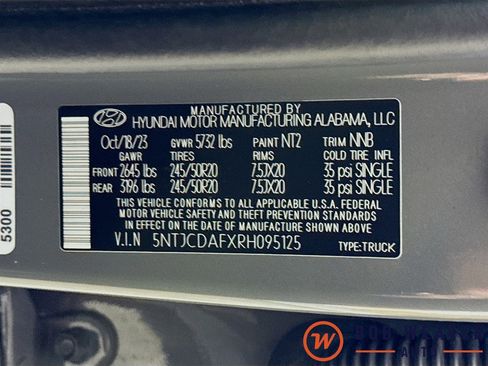 MANUFACTURED BY
HYUNDAI MOTOR MANUFACTURING ALABAMA, LLC
Oct/18/23 GVWR 5732 lbs PAINT NT2 TRIM NNB
GAWR TIRES RIMS COLD TIRE INFL
FRONT 2645 lbs 245/50R20 7.5JX20 35 psi SINGLE
REAR 3196 lbs 245/50R20 7.5JX20 35 psi SINGLE
THIS VEHICLE CONFORMS TO ALL APPLICABLE U.S.A. FEDERAL
MOTOR VEHICLE SAFETY, BUMPER, AND THEFT PREVENTION
STANDARDS IN EFFECT ON THE DATE OF MANUFACTURE SHOWN ABOVE.
V.I.N 5NTJCDAFXRH095125 TYPE:TRUCK
5300
W